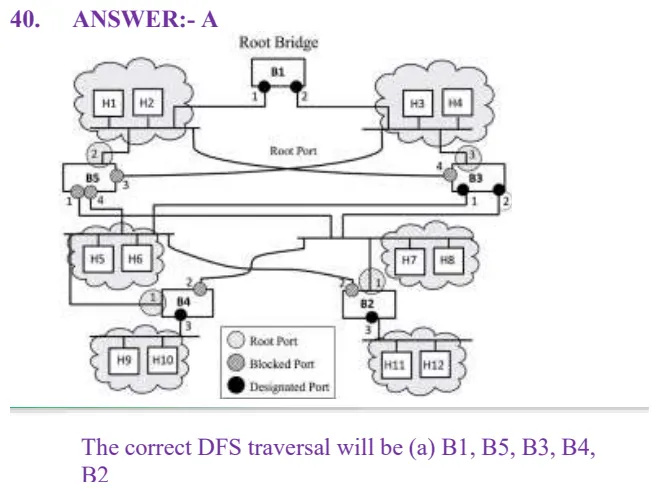 40. ANSWER:- A
Root Bridge
B1
1 2
H1 H2
H3 H4
Root Port
2
3
4
B5
3
B3
1 4
1 2
H5 H6
H7 H8
2
2
1
1
B4
B2
3
3
H9 H10
H11 H12
Root Port
Blocked Port
Designated Port
The correct DFS traversal will be (a) B1, B5, B3, B4,
B2